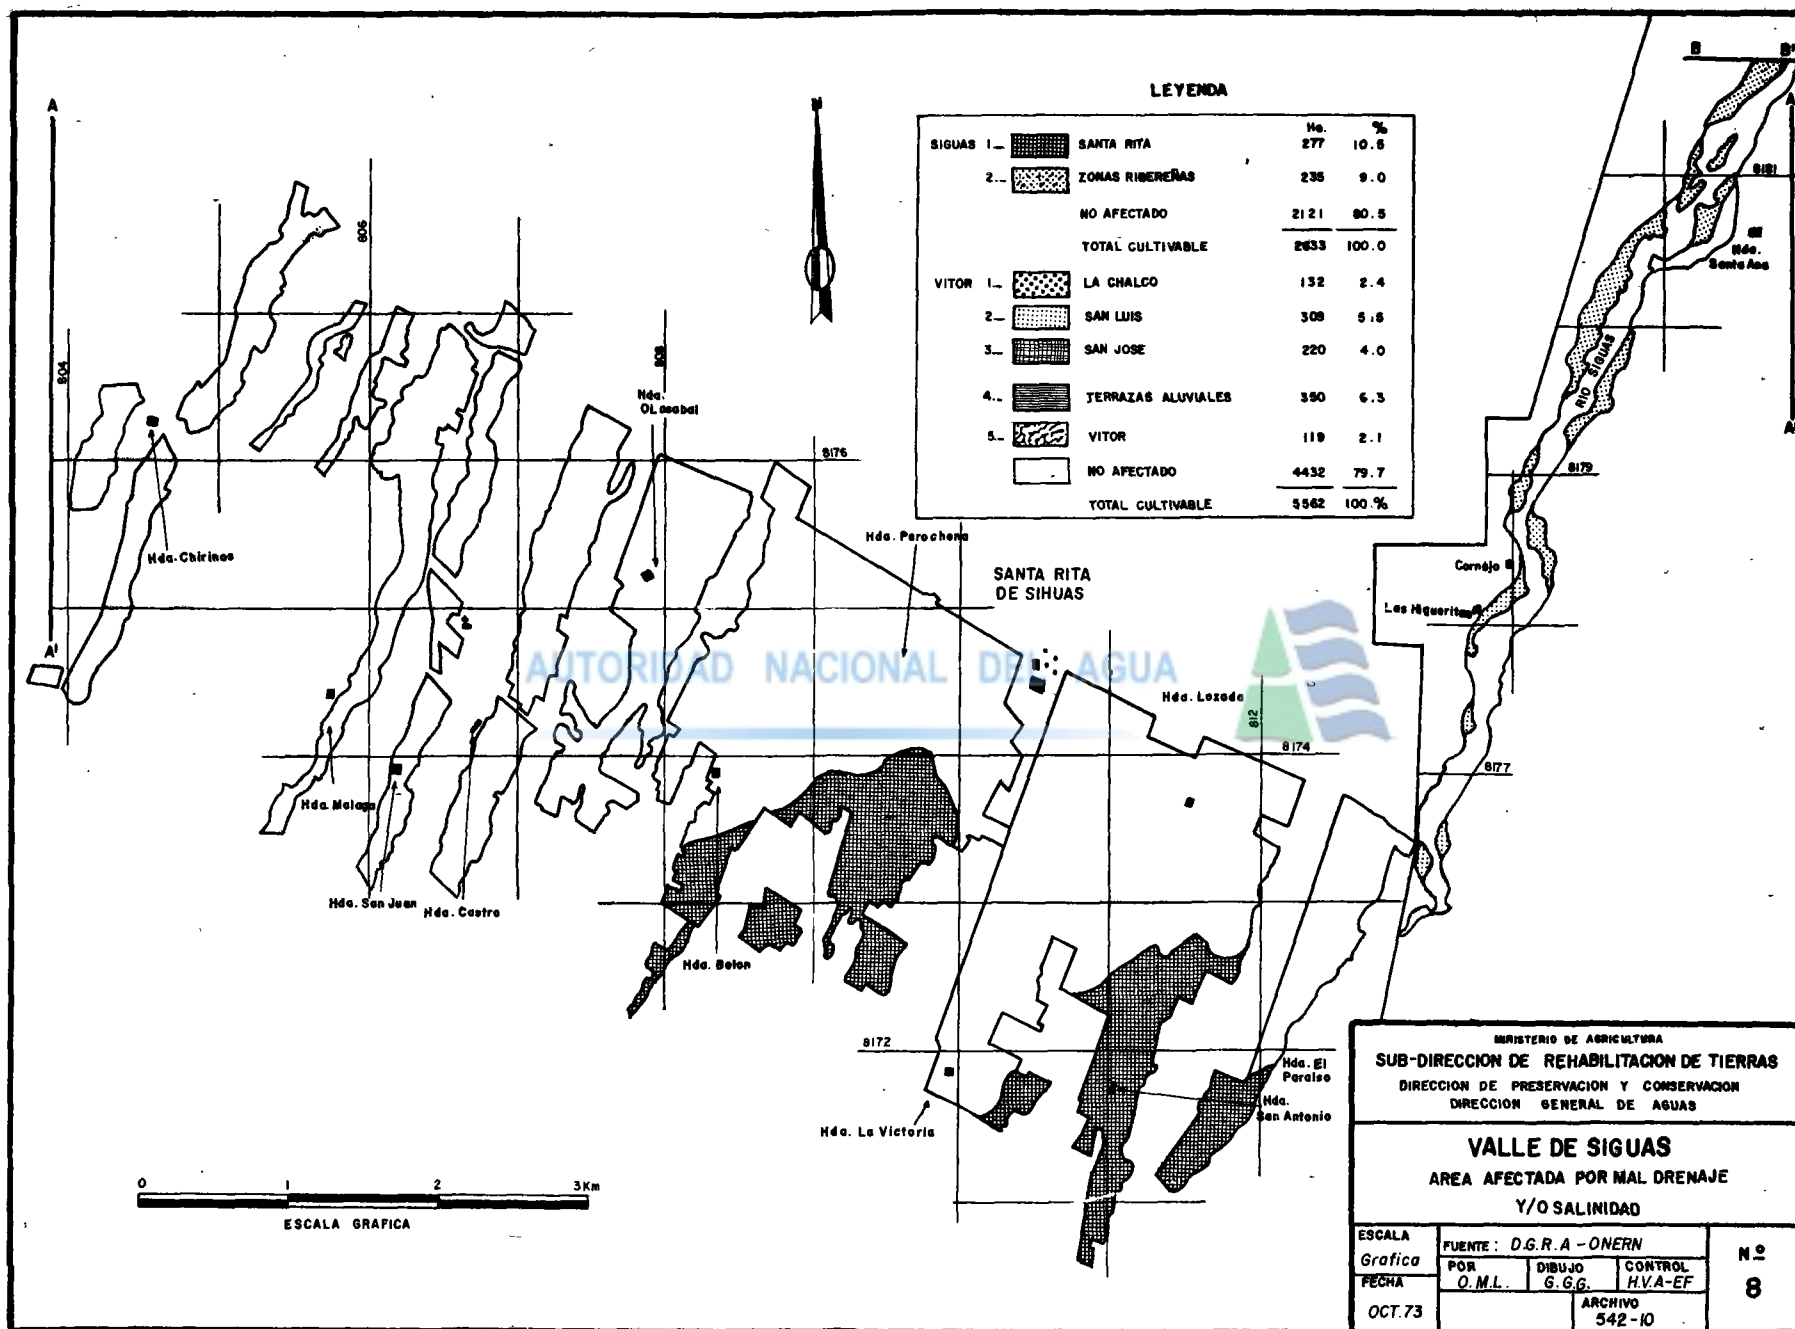 LEYENDA
Ha. %
SIGUAS 1.- SANTA RITA 277 10.5
2.- ZONAS RIBEREÑAS 235 9.0
NO AFECTADO 2121 80.5
TOTAL CULTIVABLE 2633 100.0
VITOR 1.- LA CHALCO 132 2.4
2.- SAN LUIS 309 5.5
3.- SAN JOSE 220 4.0
4.- TERRAZAS ALUVIALES 350 6.3
5.- VITOR 119 2.1
NO AFECTADO 4432 79.7
TOTAL CULTIVABLE 5562 100.%
A
A'
N
B
B'
A
A'
804
806
808
812
8176
8174
8172
8181
8179
8177
Hda. Chirinos
Hda.
OLasabal
Hda. Perochena
SANTA RITA
DE SIHUAS
Hda.
Santa Ana
RIO SIGUAS
Cornejo
Las Higueritas
Hda. Lozada
Hda. Malaga
Hda. San Juan
Hda. Castro
Hda. Belon
Hda. La Victoria
Hda. El
Paraiso
Hda.
San Antonio
AUTORIDAD NACIONAL DEL AGUA
0 1 2 3Km
ESCALA GRAFICA
MINISTERIO DE AGRICULTURA
SUB-DIRECCION DE REHABILITACION DE TIERRAS
DIRECCION DE PRESERVACION Y CONSERVACION
DIRECCION GENERAL DE AGUAS
VALLE DE SIGUAS
AREA AFECTADA POR MAL DRENAJE
Y/O SALINIDAD
ESCALA
Grafica
FECHA
OCT.73
FUENTE: D.G.R.A - ONERN
POR
O.M.L.
DIBUJO
G.G.G.
CONTROL
H.V.A-EF
ARCHIVO
542-10
Nº
8